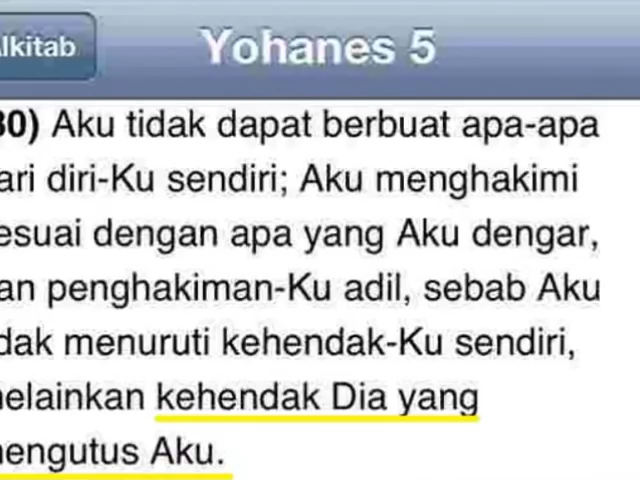 lkitab Yohanes 5
30) Aku tidak dapat berbuat apa-apa
ari diri-Ku sendiri; Aku menghakimi
esuai dengan apa yang Aku dengar,
an penghakiman-Ku adil, sebab Aku
dak menuruti kehendak-Ku sendiri,
elainkan kehendak Dia yang
engutus Aku.